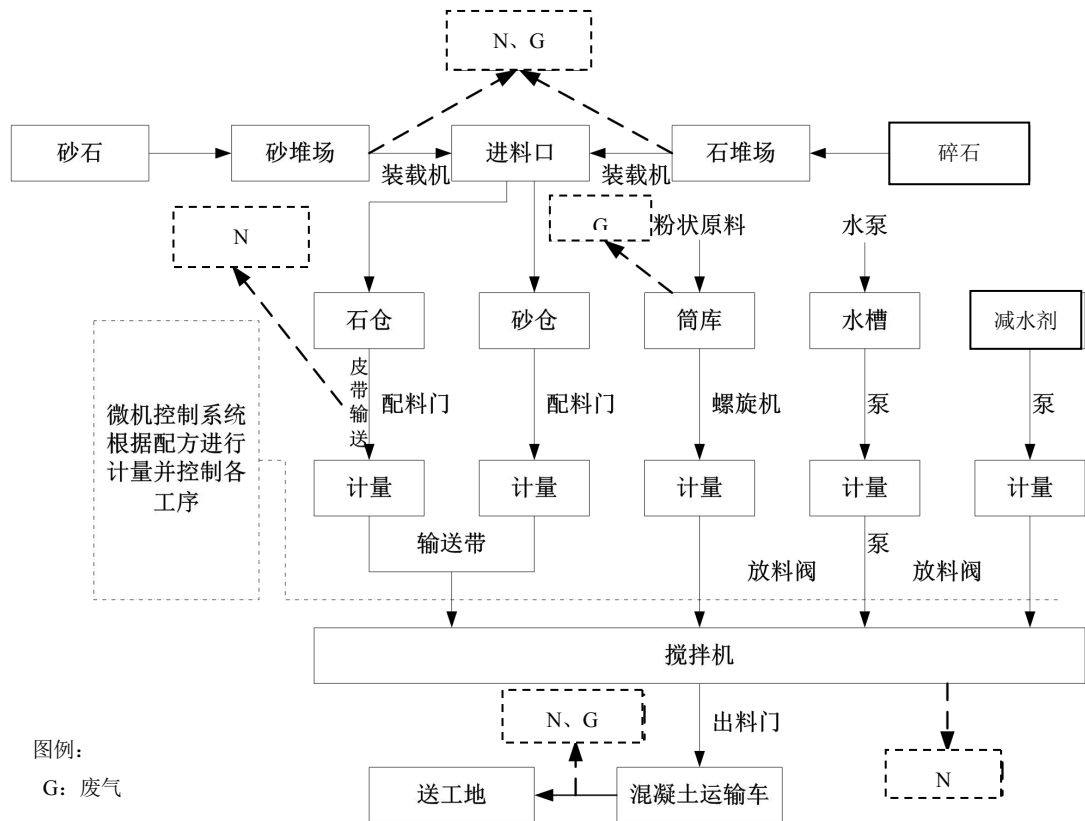 N、G
砂石
砂堆场
进料口
石堆场
碎石
装载机
装载机
N
G
粉状原料
水泵
石仓
砂仓
筒库
水槽
减水剂
皮带输送
配料门
配料门
螺旋机
泵
泵
微机控制系统
根据配方进行
计量并控制各
工序
计量
计量
计量
计量
计量
输送带
泵
放料阀
放料阀
搅拌机
N、G
出料门
N
图例：
G：废气
送工地
混凝土运输车